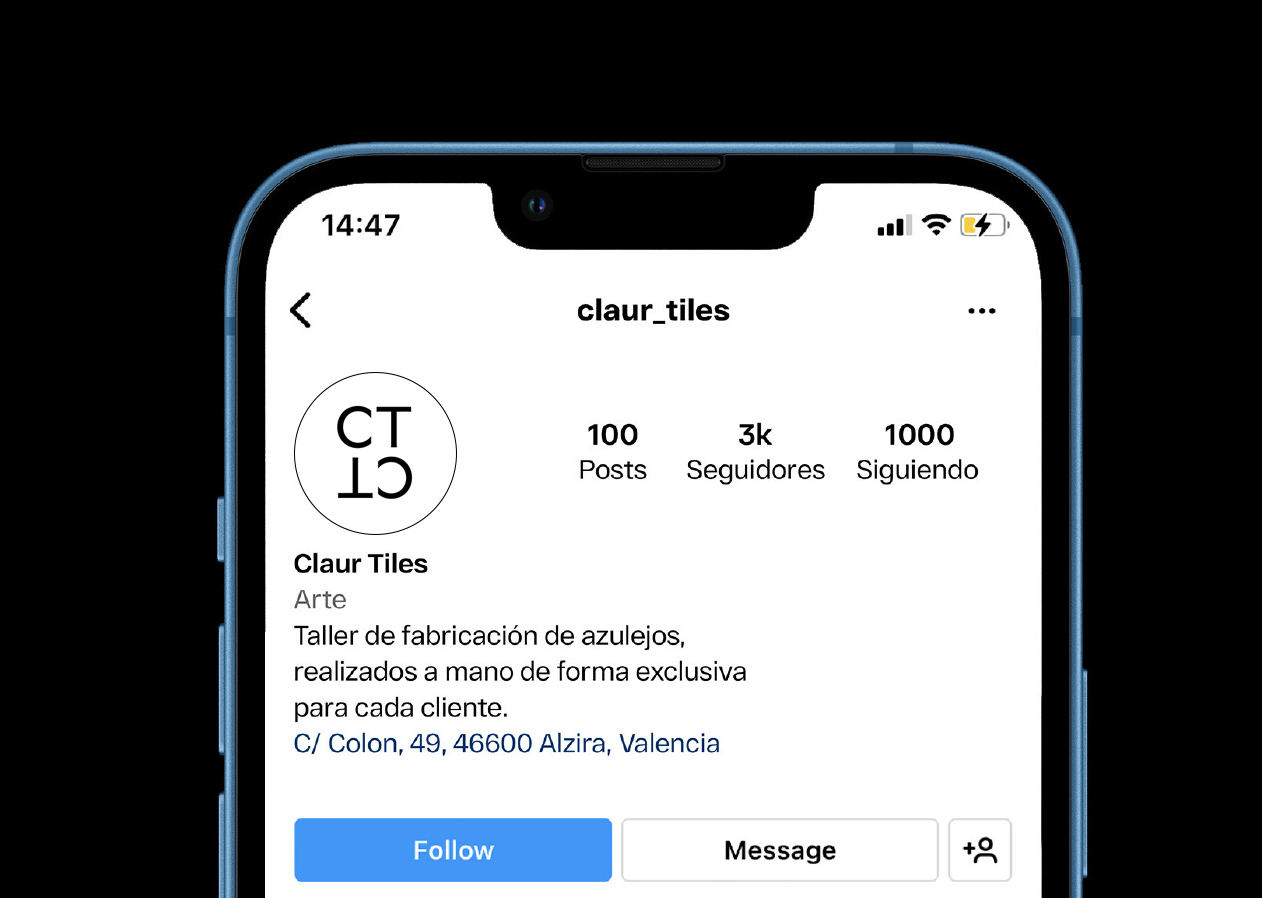 14:47
claur_tiles
CT
CT
100 3k 1000
Posts Seguidores Siguiendo
Claur Tiles
Arte
Taller de fabricación de azulejos,
realizados a mano de forma exclusiva
para cada cliente.
C/ Colon, 49, 46600 Alzira, Valencia
Follow Message